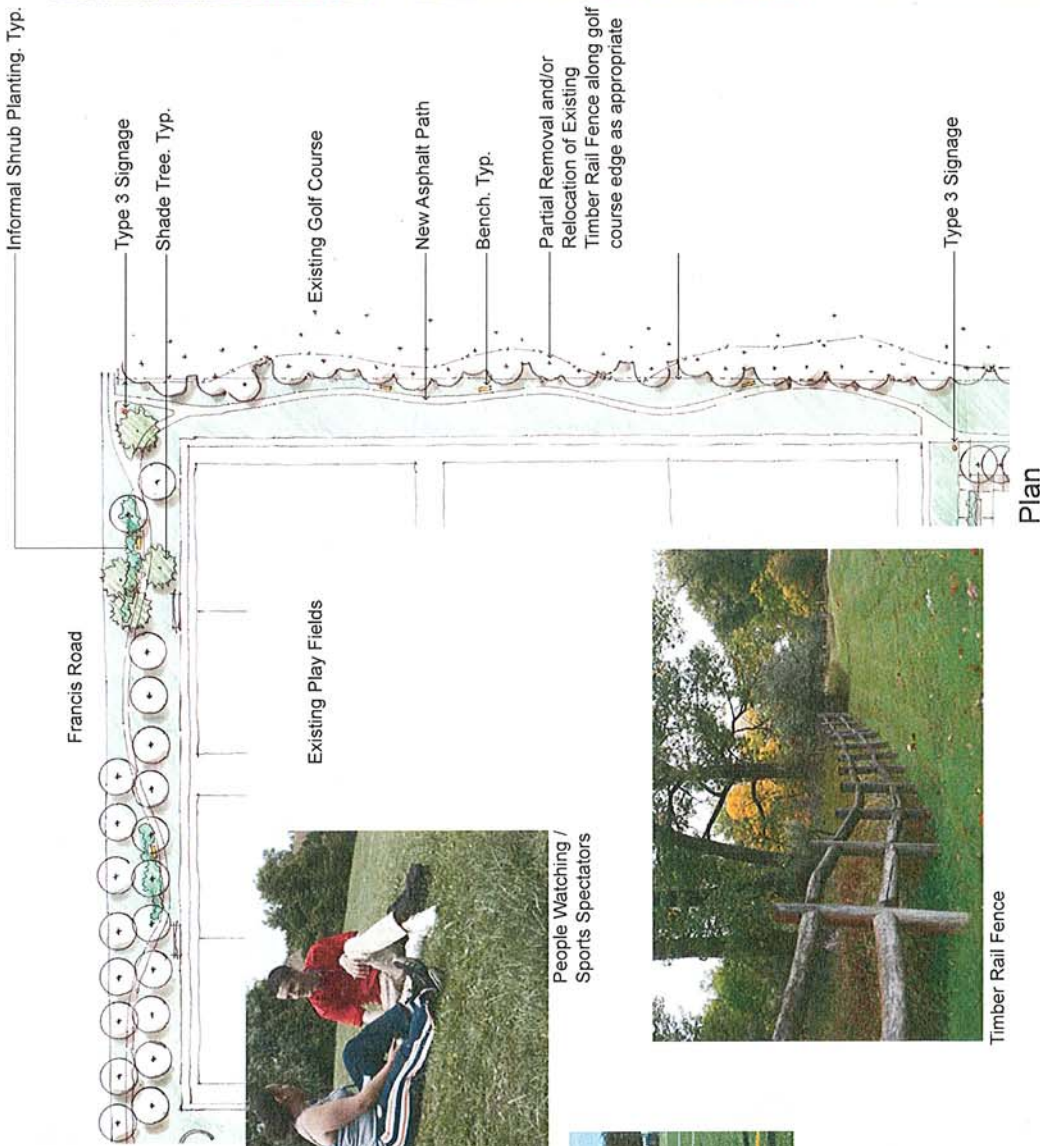 Informal Shrub Planting. Typ.
Type 3 Signage
Shade Tree. Typ.
Francis Road
Existing Golf Course
New Asphalt Path
Bench. Typ.
Partial Removal and/or
Relocation of Existing
Timber Rail Fence along golf
course edge as appropriate
Type 3 Signage
Existing Play Fields
People Watching /
Sports Spectators
Timber Rail Fence
Plan